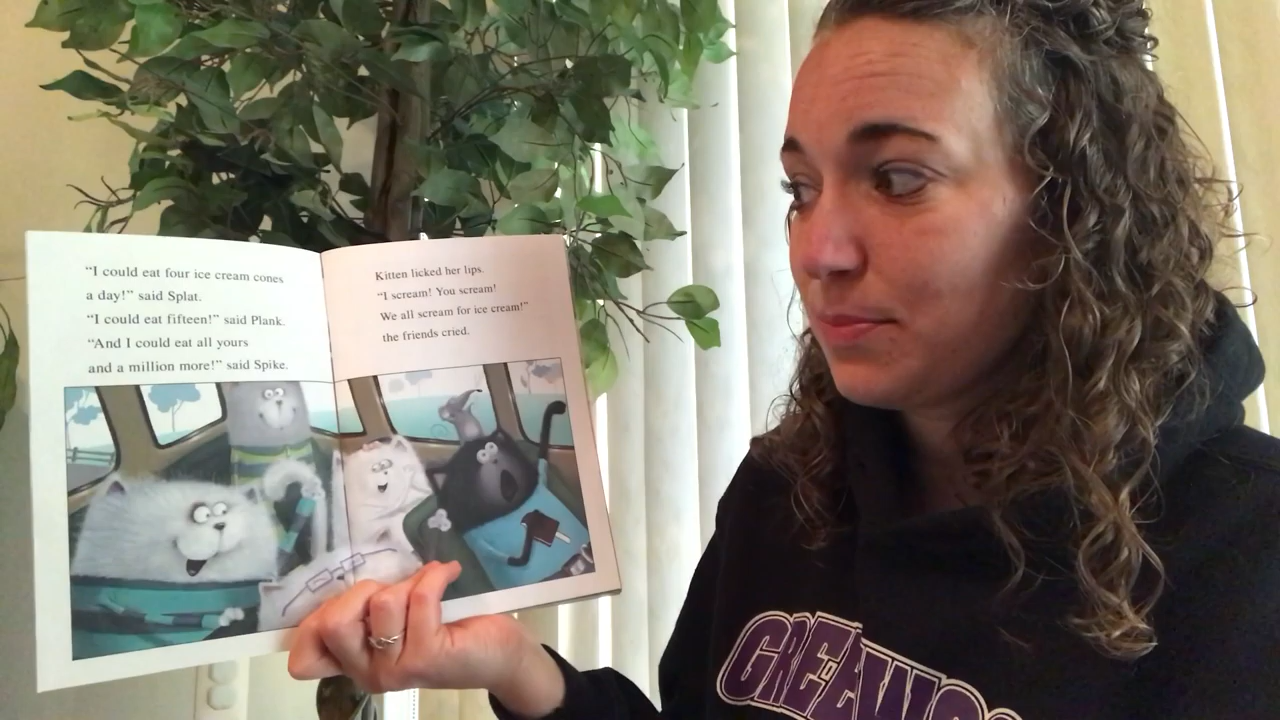 "I could eat four ice cream cones
a day!" said Splat.
"I could eat fifteen!" said Plank.
"And I could eat all yours
and a million more!" said Spike.
Kitten licked her lips.
"I scream! You scream!
We all scream for ice cream!"
the friends cried.